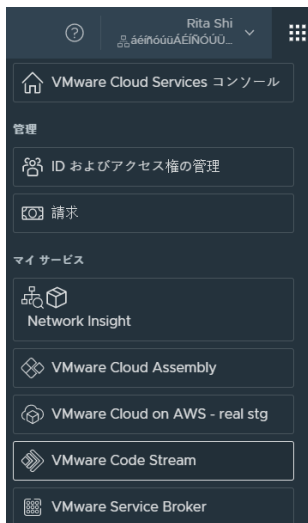 Rita Shi
áéíñóúüÁÉÍÑÓÚÜ...
VMware Cloud Services コンソール
管理
ID およびアクセス権の管理
請求
マイ サービス
Network Insight
VMware Cloud Assembly
VMware Cloud on AWS - real stg
VMware Code Stream
VMware Service Broker